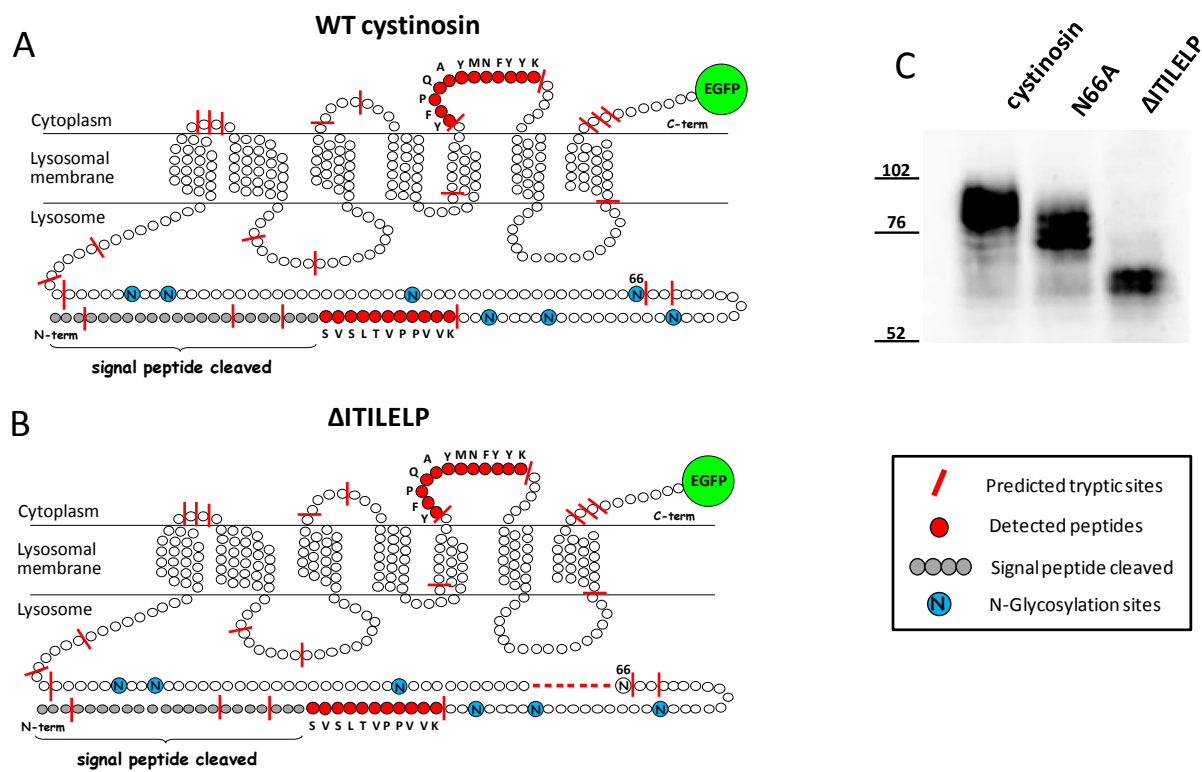 WT cystinosin
A
Q A Y M N F Y Y K
P
F
Y
EGFP
C-term
Cytoplasm
Lysosomal
membrane
Lysosome
66
N N N N
N N N
N-term
S V S L T V P P V V K
signal peptide cleaved
B
ΔITILELP
Q A Y M N F Y Y K
P
F
Y
EGFP
C-term
Cytoplasm
Lysosomal
membrane
Lysosome
66
N N N N
N N N
N-term
S V S L T V P P V V K
signal peptide cleaved
C
cystinosin
N66A
ΔITILELP
102
76
52
Predicted tryptic sites
Detected peptides
Signal peptide cleaved
N N-Glycosylation sites